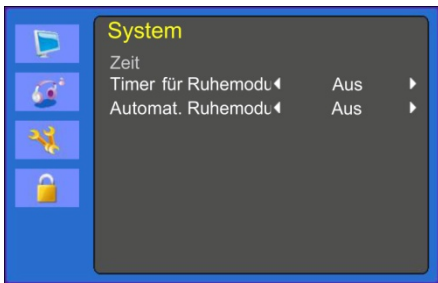 System
Zeit
Timer für Ruhemodu Aus
Automat. Ruhemodu Aus